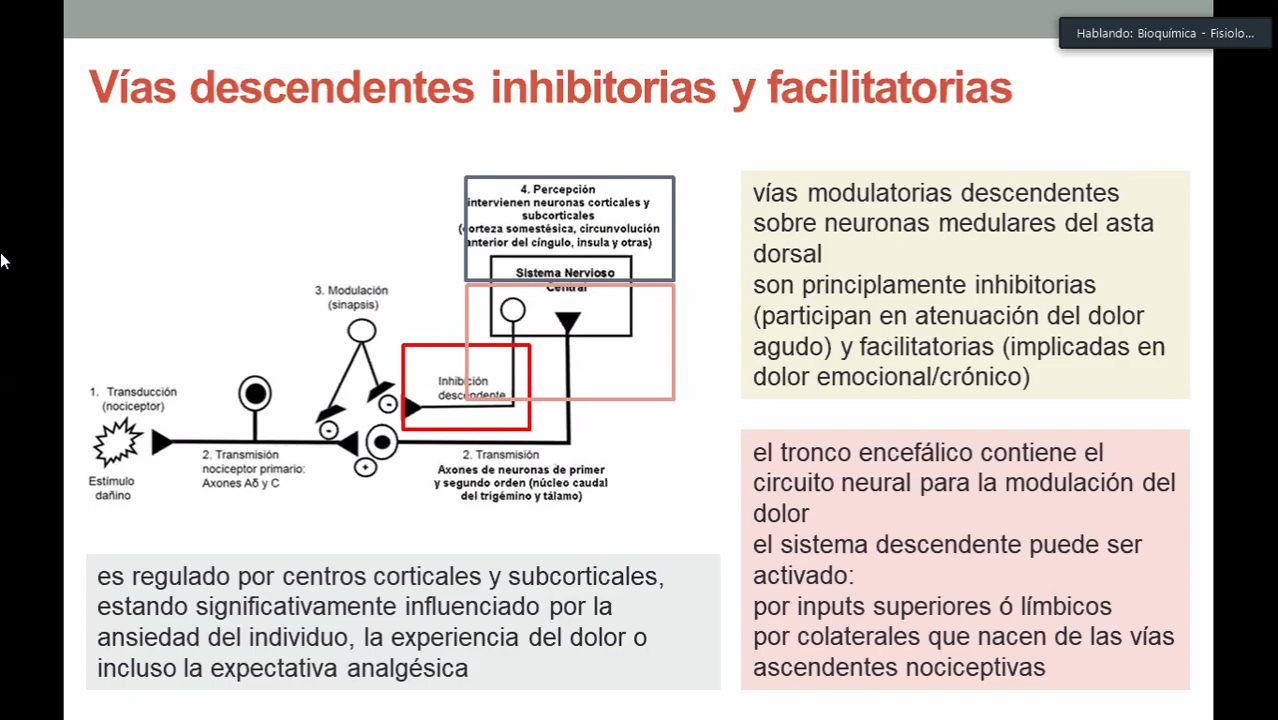 Hablando: Bioquímica - Fisiolo...
Vías descendentes inhibitorias y facilitatorias
4. Percepción
intervienen neuronas corticales y
subcorticales
(corteza somestésica, circunvolución
anterior del cíngulo, insula y otras)
Sistema Nervioso
Central
3. Modulación
(sinapsis)
Inhibición
descendente
1. Transducción
(nociceptor)
-
-
+
Estímulo
dañino
2. Transmisión
nociceptor primario:
Axones Aδ y C
2. Transmisión
Axones de neuronas de primer
y segundo orden (núcleo caudal
del trigémino y tálamo)
es regulado por centros corticales y subcorticales,
estando significativamente influenciado por la
ansiedad del individuo, la experiencia del dolor o
incluso la expectativa analgésica
vías modulatorias descendentes
sobre neuronas medulares del asta
dorsal
son principlamente inhibitorias
(participan en atenuación del dolor
agudo) y facilitatorias (implicadas en
dolor emocional/crónico)
el tronco encefálico contiene el
circuito neural para la modulación del
dolor
el sistema descendente puede ser
activado:
por inputs superiores ó límbicos
por colaterales que nacen de las vías
ascendentes nociceptivas